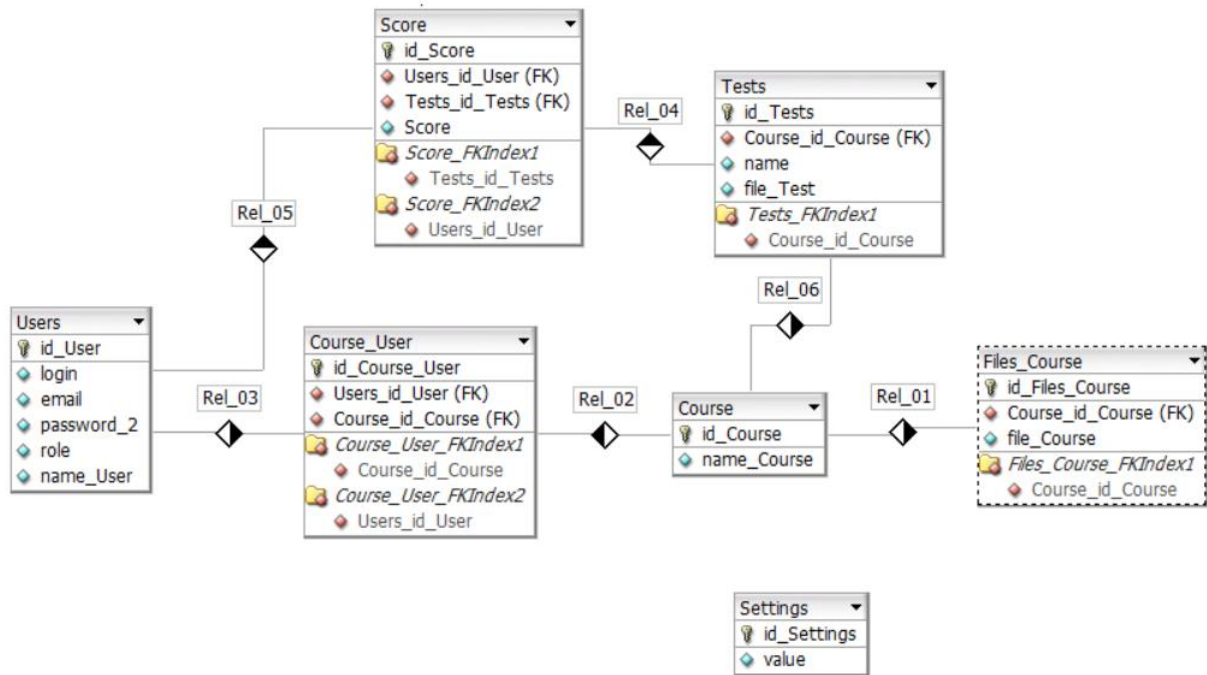 Score
id_Score
Users_id_User (FK)
Tests_id_Tests (FK)
Score
Score_FKIndex1
Tests_id_Tests
Score_FKIndex2
Users_id_User
Rel_04
Tests
id_Tests
Course_id_Course (FK)
name
file_Test
Tests_FKIndex1
Course_id_Course
Rel_05
Rel_06
Users
id_User
login
email
password_2
role
name_User
Rel_03
Course_User
id_Course_User
Users_id_User (FK)
Course_id_Course (FK)
Course_User_FKIndex1
Course_id_Course
Course_User_FKIndex2
Users_id_User
Rel_02
Course
id_Course
name_Course
Rel_01
Files_Course
id_Files_Course
Course_id_Course (FK)
file_Course
Files_Course_FKIndex1
Course_id_Course
Settings
id_Settings
value